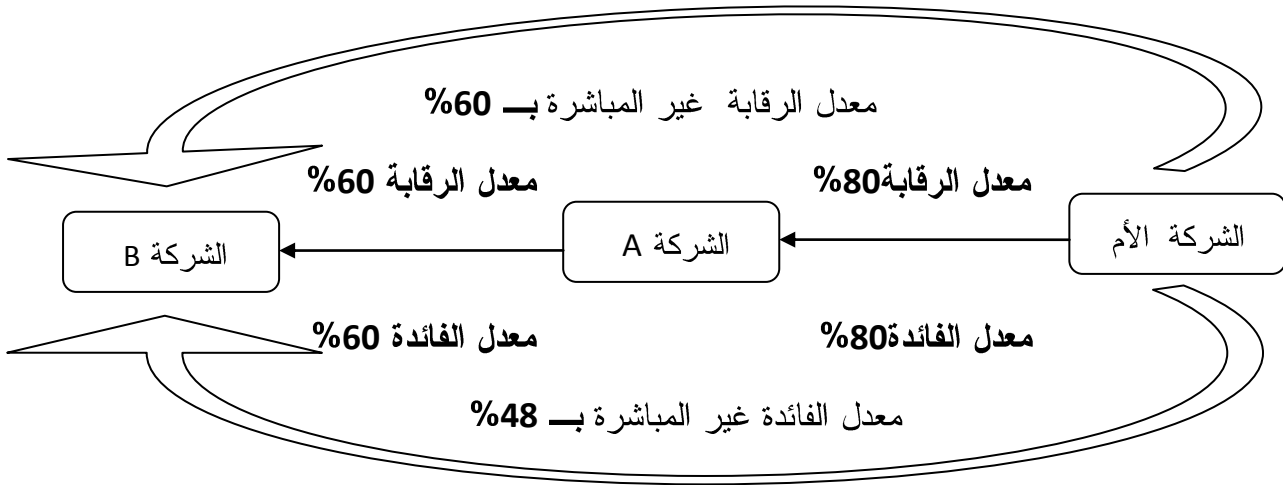 معدل الرقابة غير المباشرة بـــ 60%
معدل الرقابة80%
معدل الرقابة 60%
الشركة الأم
الشركة A
الشركة B
معدل الفائدة80%
معدل الفائدة 60%
معدل الفائدة غير المباشرة بـــ 48%